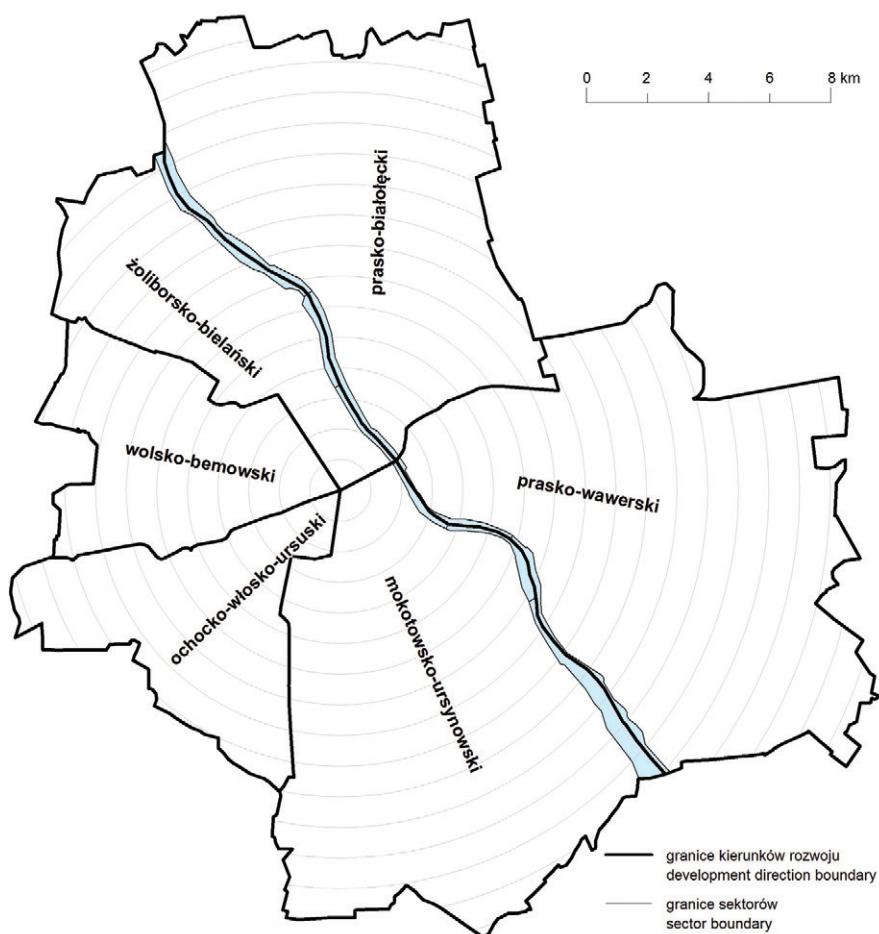 0 2 4 6 8 km
prasko-białołęcki
żoliborsko-bielański
wolsko-bemowski
prasko-wawerski
ochocko-włosko-ursuski
mokotowsko-ursynowski
granice kierunków rozwoju
development direction boundary
granice sektorów
sector boundary